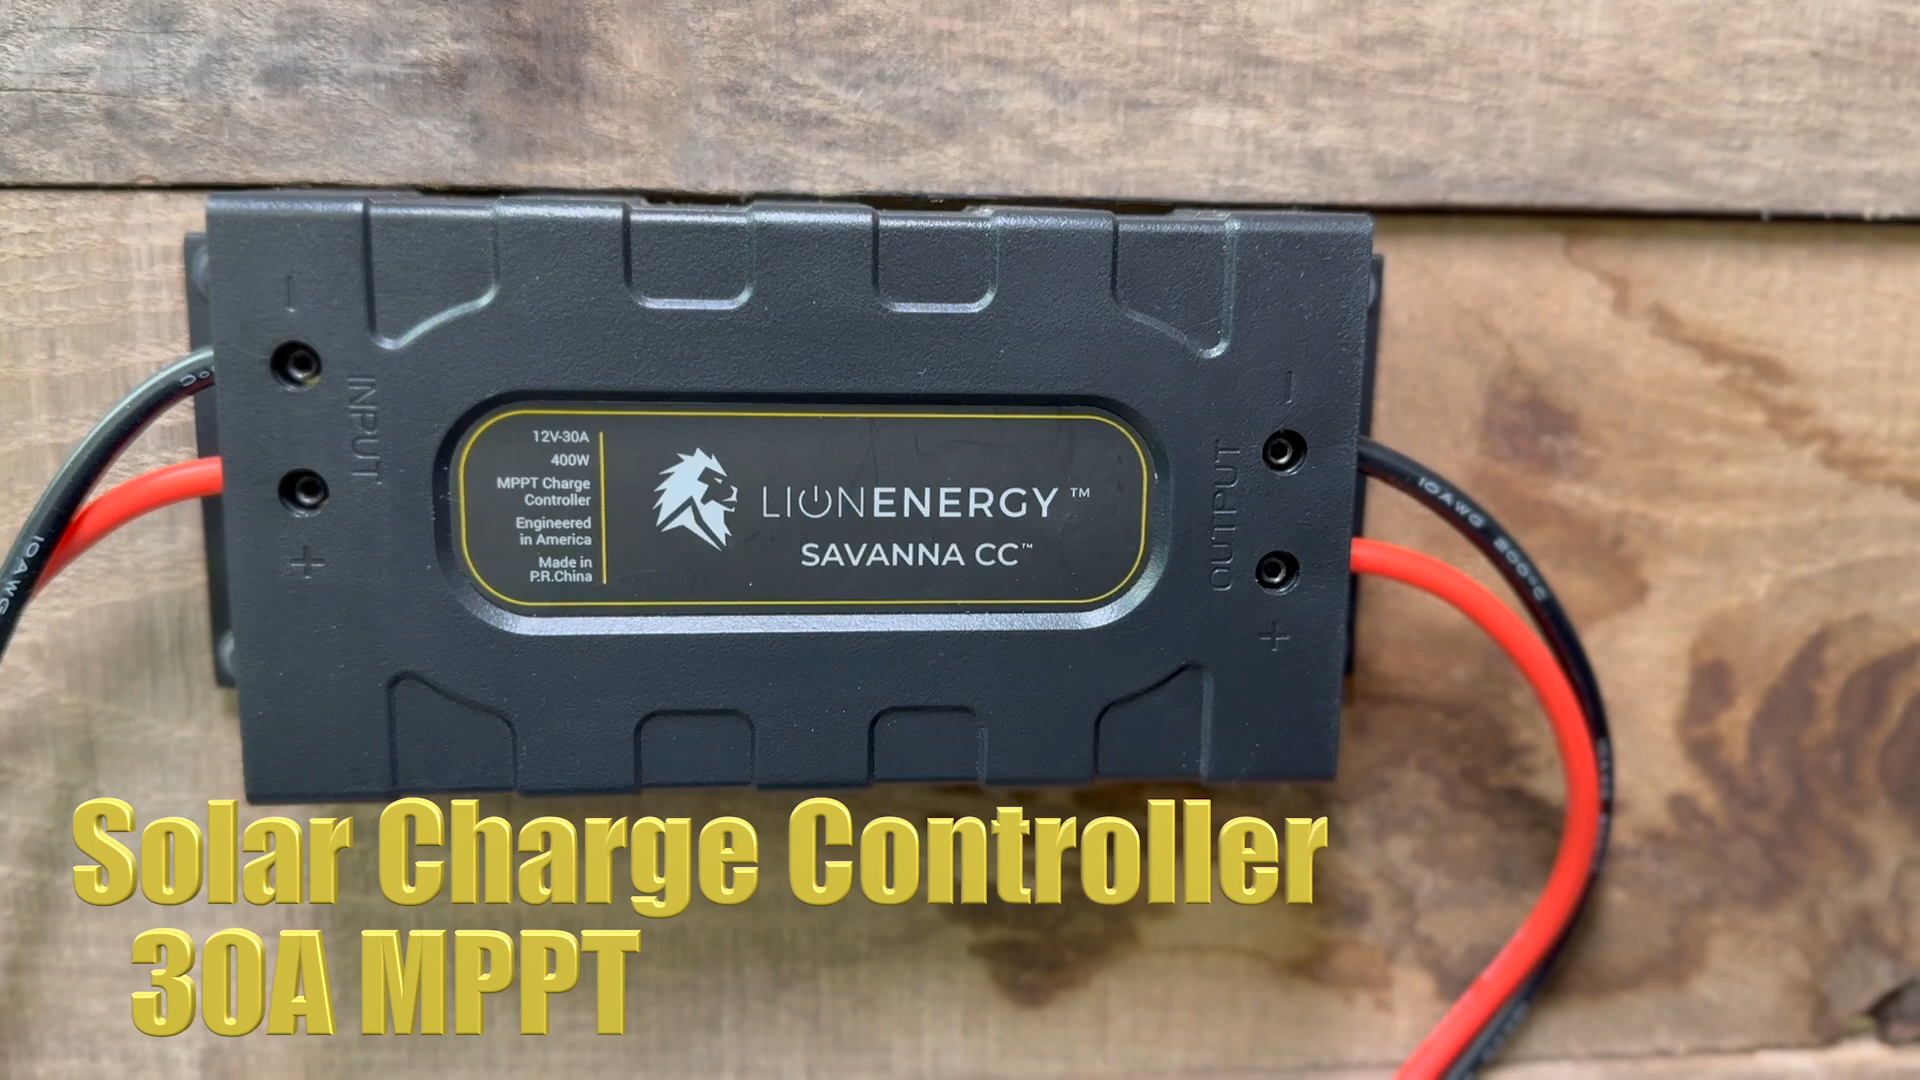 INPUT
12V-30A
400W
MPPT Charge
Controller
Engineered
in America
Made in
P.R.China
LIONENERGY™
SAVANNA CC™
OUTPUT
10AWG
10AWG 200°C
Solar Charge Controller
30A MPPT